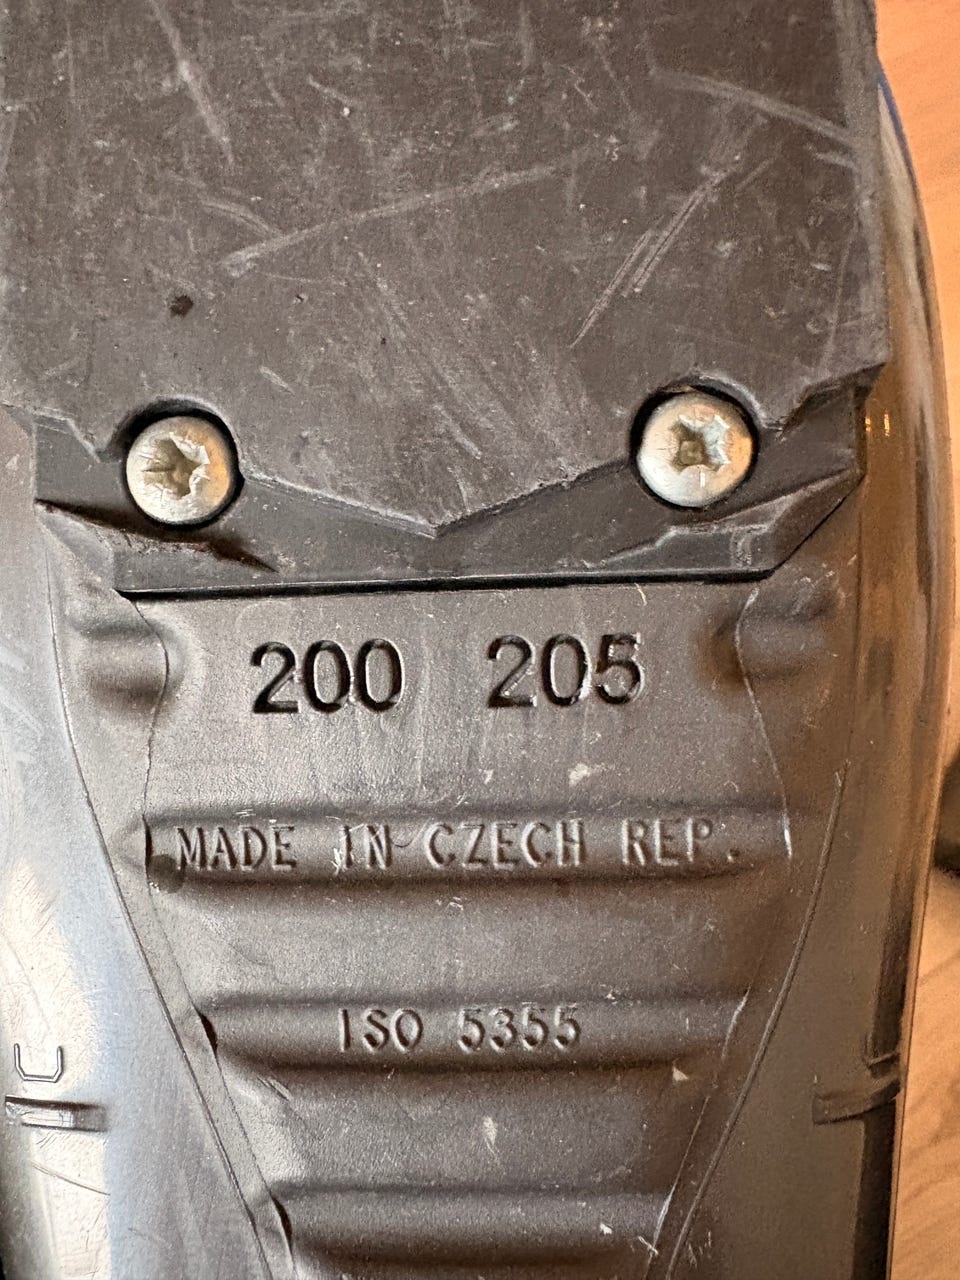 200 205
MADE IN CZECH REP.
ISO 5355